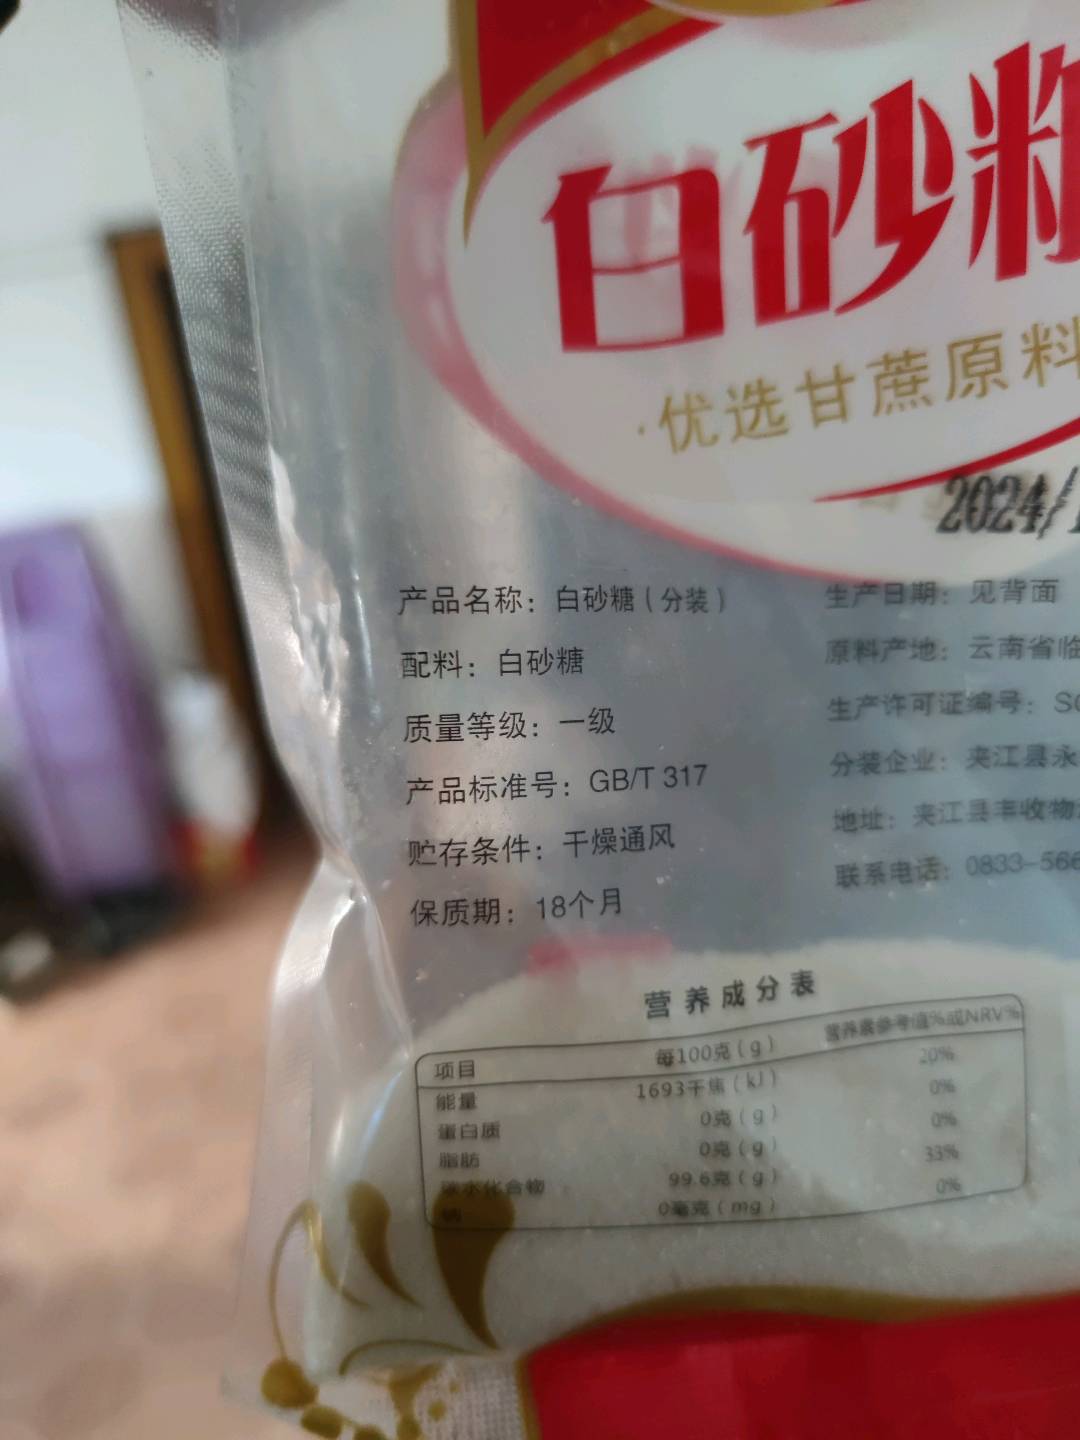 白砂糖
·优选甘蔗原料
2024/1
产品名称：白砂糖（分装）
配料：白砂糖
质量等级：一级
产品标准号：GB/T 317
贮存条件：干燥通风
保质期：18个月
生产日期：见背面
原料产地：云南省临
生产许可证编号：SC
分装企业：夹江县永
地址：夹江县丰收物
联系电话：0833-566
营养成分表
项目 每100克（g） 营养素参考值%或NRV%
能量 1693千焦（kJ） 20%
蛋白质 0克（g） 0%
脂肪 0克（g） 0%
碳水化合物 99.6克（g） 33%
钠 0毫克（mg） 0%